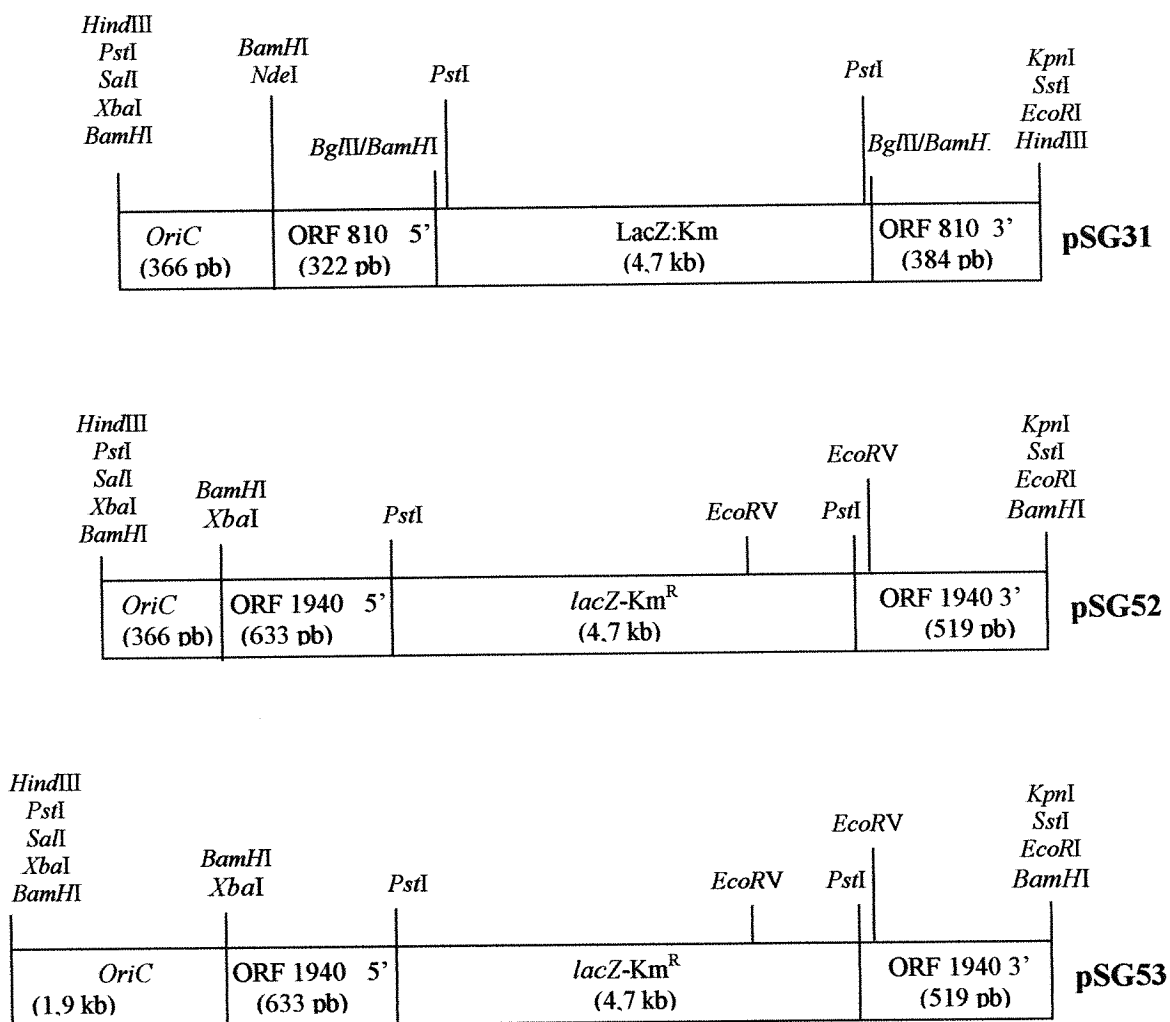 HindIII
PstI
SalI
XbaI
BamHI
BamHI
NdeI
BglII/BamHI
PstI
PstI
BglII/BamH.
KpnI
SstI
EcoRI
HindIII
OriC
(366 pb)
ORF 810 5’
(322 pb)
LacZ:Km
(4,7 kb)
ORF 810 3’
(384 pb)
pSG31
HindIII
PstI
SalI
XbaI
BamHI
BamHI
XbaI
PstI
EcoRV
PstI
EcoRV
KpnI
SstI
EcoRI
BamHI
OriC
(366 pb)
ORF 1940 5’
(633 pb)
lacZ-KmR
(4,7 kb)
ORF 1940 3’
(519 pb)
pSG52
HindIII
PstI
SalI
XbaI
BamHI
BamHI
XbaI
PstI
EcoRV
PstI
EcoRV
KpnI
SstI
EcoRI
BamHI
OriC
(1,9 kb)
ORF 1940 5’
(633 pb)
lacZ-KmR
(4,7 kb)
ORF 1940 3’
(519 pb)
pSG53